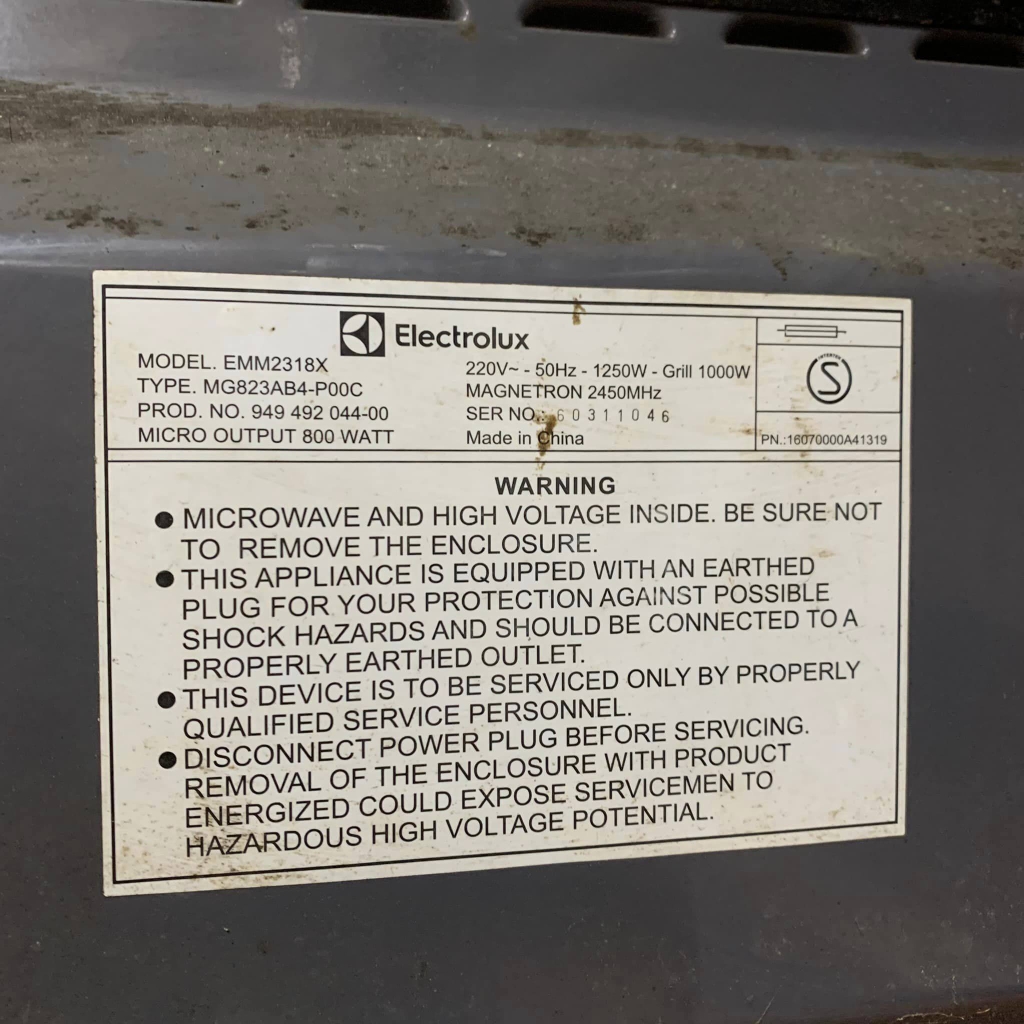 Electrolux
MODEL. EMM2318X
TYPE. MG823AB4-P00C
PROD. NO. 949 492 044-00
MICRO OUTPUT 800 WATT
220V~ - 50Hz - 1250W - Grill 1000W
MAGNETRON 2450MHz
SER NO.: 60311046
Made in China
INTERTEK
S
PN.:16070000A41319
WARNING
● MICROWAVE AND HIGH VOLTAGE INSIDE. BE SURE NOT
TO REMOVE THE ENCLOSURE.
● THIS APPLIANCE IS EQUIPPED WITH AN EARTHED
PLUG FOR YOUR PROTECTION AGAINST POSSIBLE
SHOCK HAZARDS AND SHOULD BE CONNECTED TO A
PROPERLY EARTHED OUTLET.
● THIS DEVICE IS TO BE SERVICED ONLY BY PROPERLY
QUALIFIED SERVICE PERSONNEL.
● DISCONNECT POWER PLUG BEFORE SERVICING.
REMOVAL OF THE ENCLOSURE WITH PRODUCT
ENERGIZED COULD EXPOSE SERVICEMEN TO
HAZARDOUS HIGH VOLTAGE POTENTIAL.